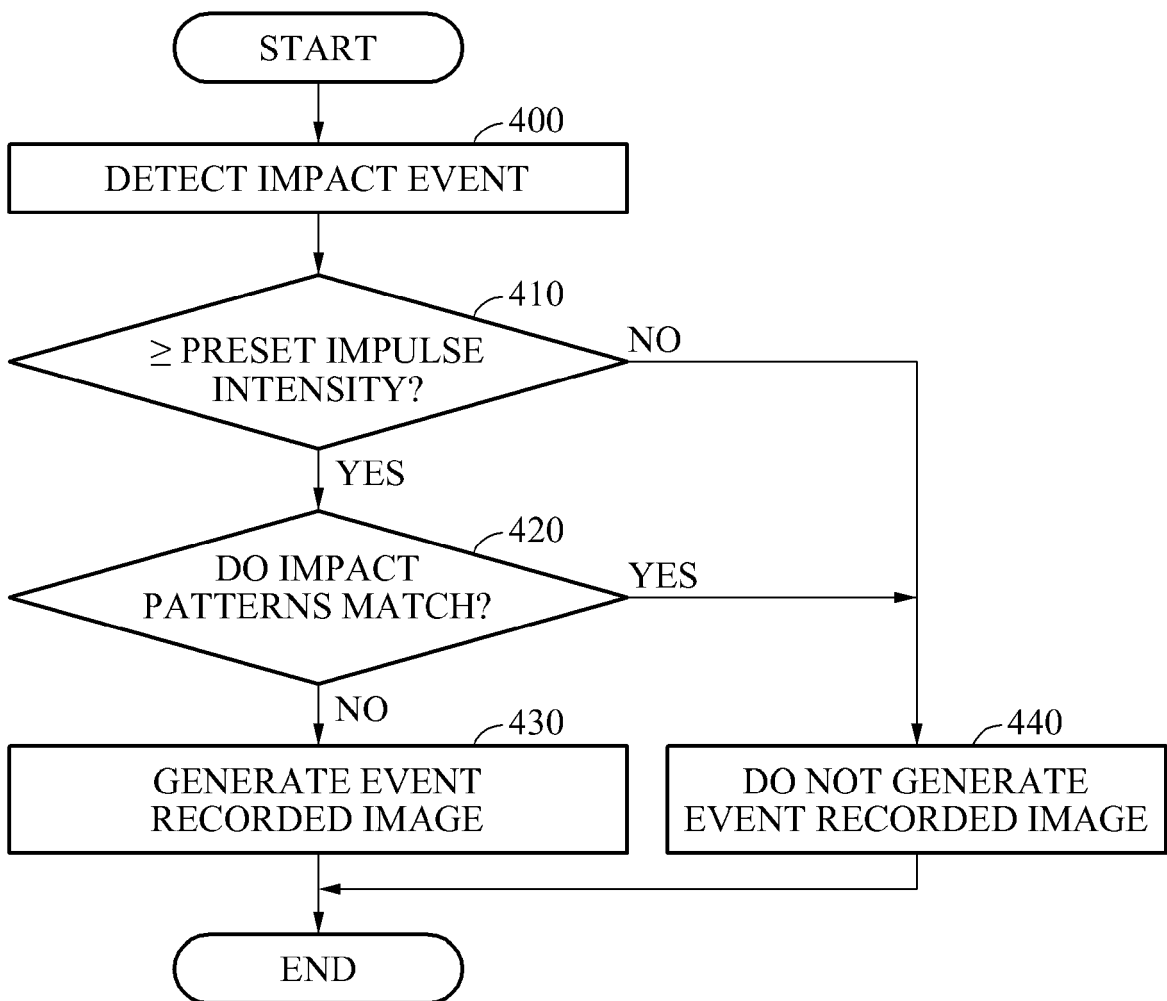 START
400
DETECT IMPACT EVENT
410
≥ PRESET IMPULSE
INTENSITY?
NO
YES
420
DO IMPACT
PATTERNS MATCH?
YES
NO
430
GENERATE EVENT
RECORDED IMAGE
440
DO NOT GENERATE
EVENT RECORDED IMAGE
END